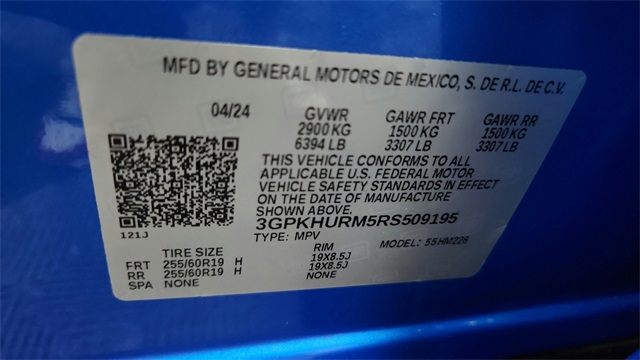 MFD BY GENERAL MOTORS DE MEXICO, S. DE R.L. DE C.V.
04/24 GVWR GAWR FRT GAWR RR
2900 KG 1500 KG 1500 KG
6394 LB 3307 LB 3307 LB
THIS VEHICLE CONFORMS TO ALL
APPLICABLE U.S. FEDERAL MOTOR
VEHICLE SAFETY STANDARDS IN EFFECT
ON THE DATE OF MANUFACTURE
SHOWN ABOVE.
3GPKHURM5RS509195
121J
TYPE: MPV MODEL: 55HM226
TIRE SIZE RIM
FRT 255/60R19 H 19X8.5J
RR 255/60R19 H 19X8.5J
SPA NONE NONE